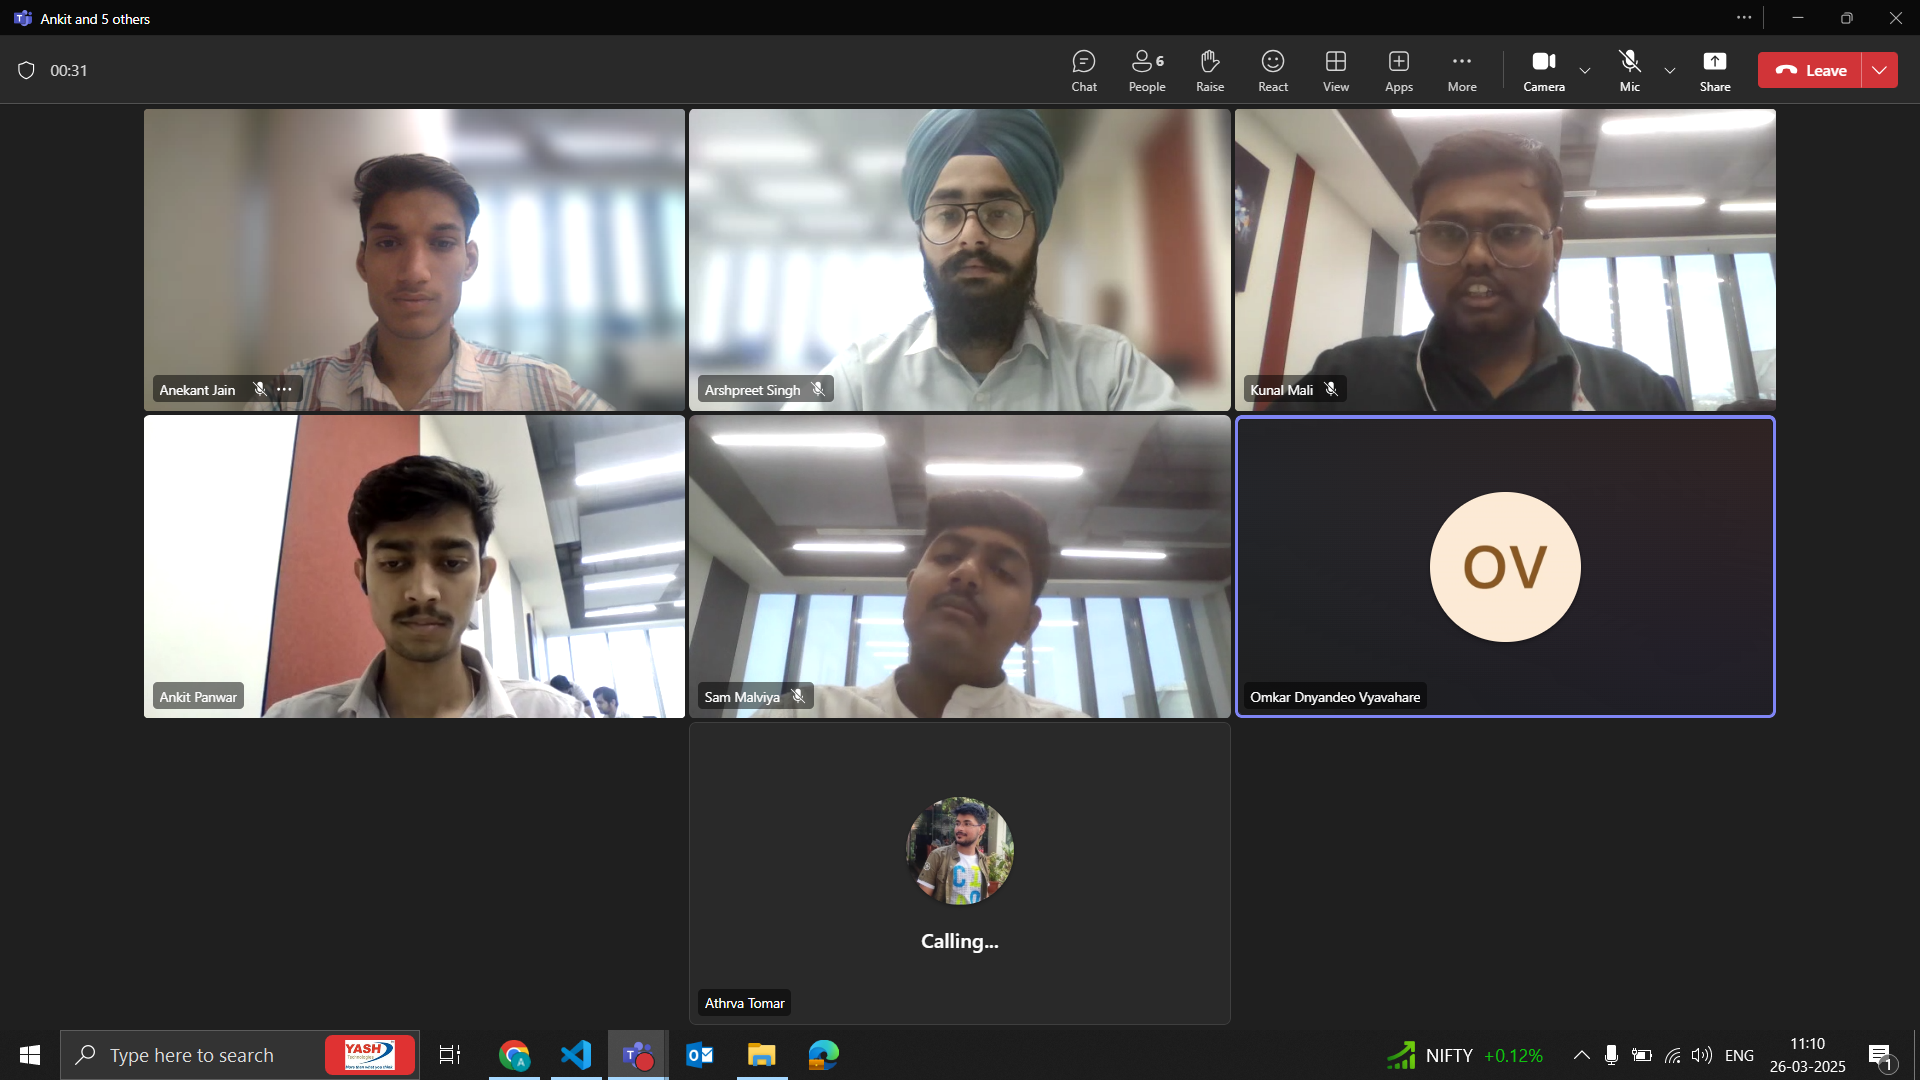 Ankit and 5 others
00:31
6
Chat
People
Raise
React
View
Apps
More
Camera
Mic
Share
Leave
Anekant Jain
Arshpreet Singh
Kunal Mali
Ankit Panwar
Sam Malviya
OV
Omkar Dnyandeo Vyavahare
Calling...
Athrva Tomar
Type here to search
YASH
NIFTY +0.12%
ENG
11:10
26-03-2025
1